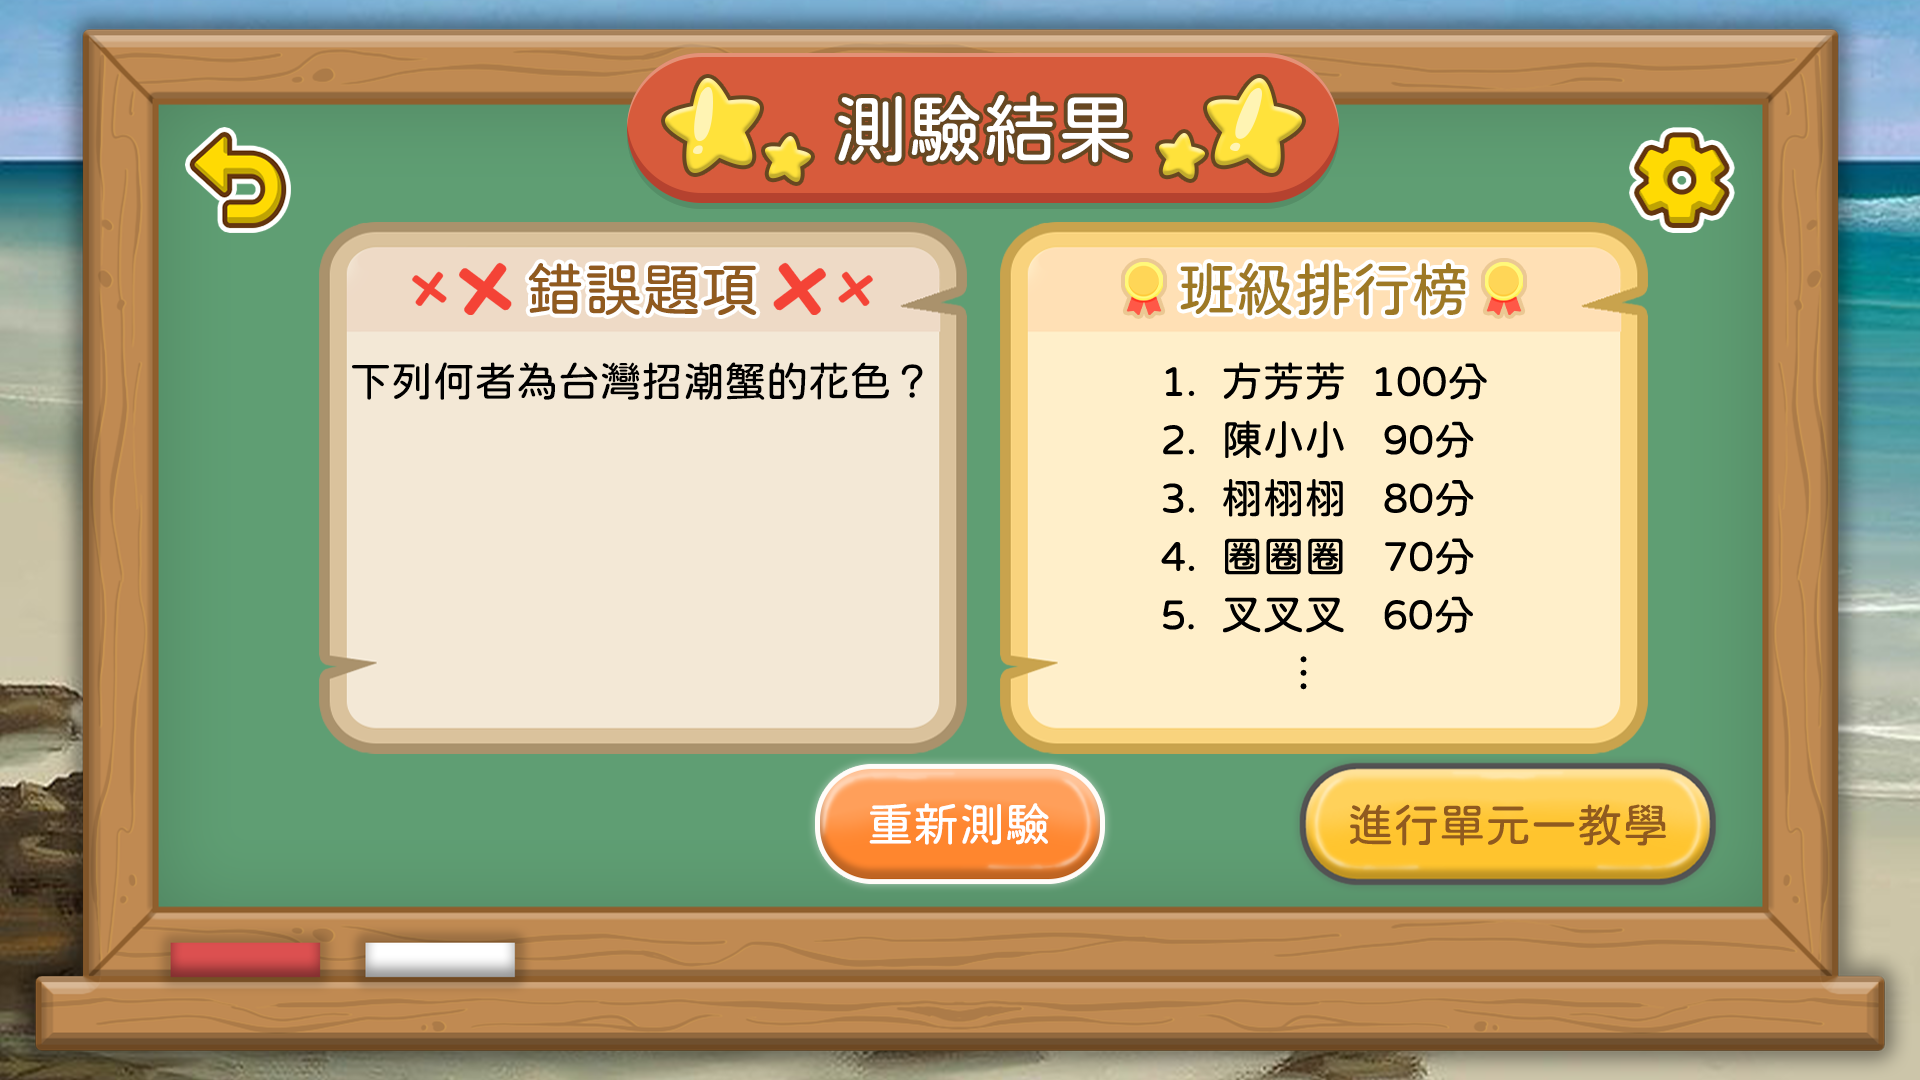 測驗結果
錯誤題項
下列何者為台灣招潮蟹的花色？
班級排行榜
1. 方芳芳 100分
2. 陳小小 90分
3. 栩栩栩 80分
4. 圈圈圈 70分
5. 叉叉叉 60分
⋮
重新測驗
進行單元一教學